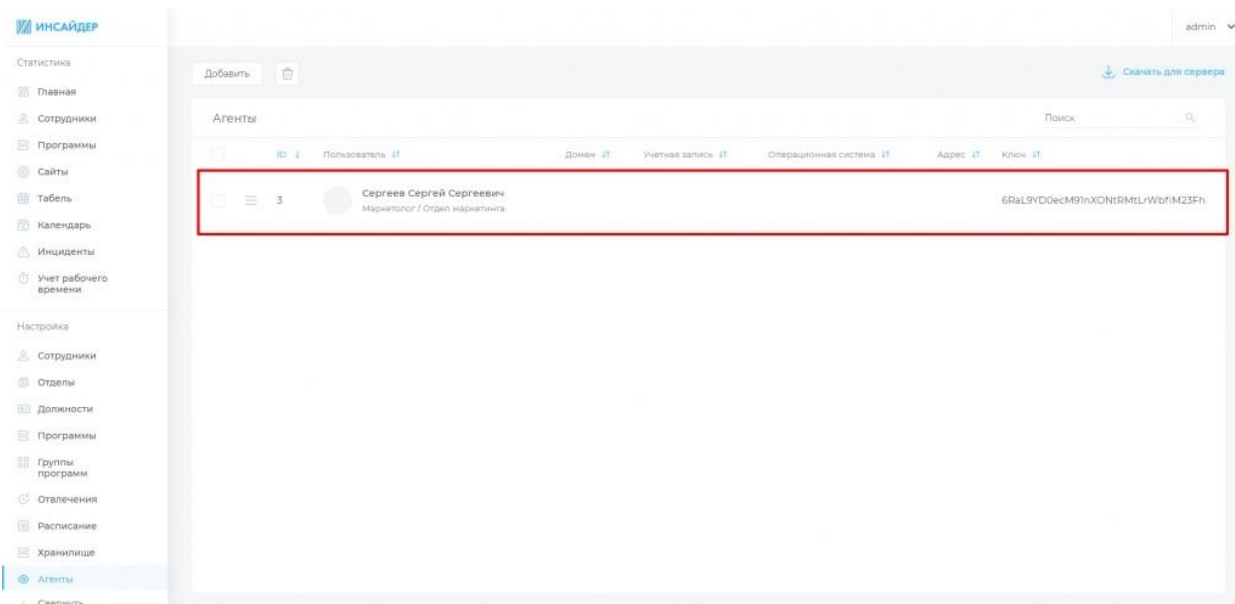 ИНСАЙДЕР
admin
Статистика
Главная
Сотрудники
Программы
Сайты
Табель
Календарь
Инциденты
Учет рабочего
времени
Настройка
Сотрудники
Отделы
Должности
Программы
Группы
программ
Отвлечения
Расписание
Хранилище
Агенты
Свернуть
Добавить
Скачать для сервера
Агенты
Поиск
ID Пользователь Домен Учетная запись Операционная система Адрес Ключ
3 Сергеев Сергей Сергеевич
Маркетолог / Отдел маркетинга